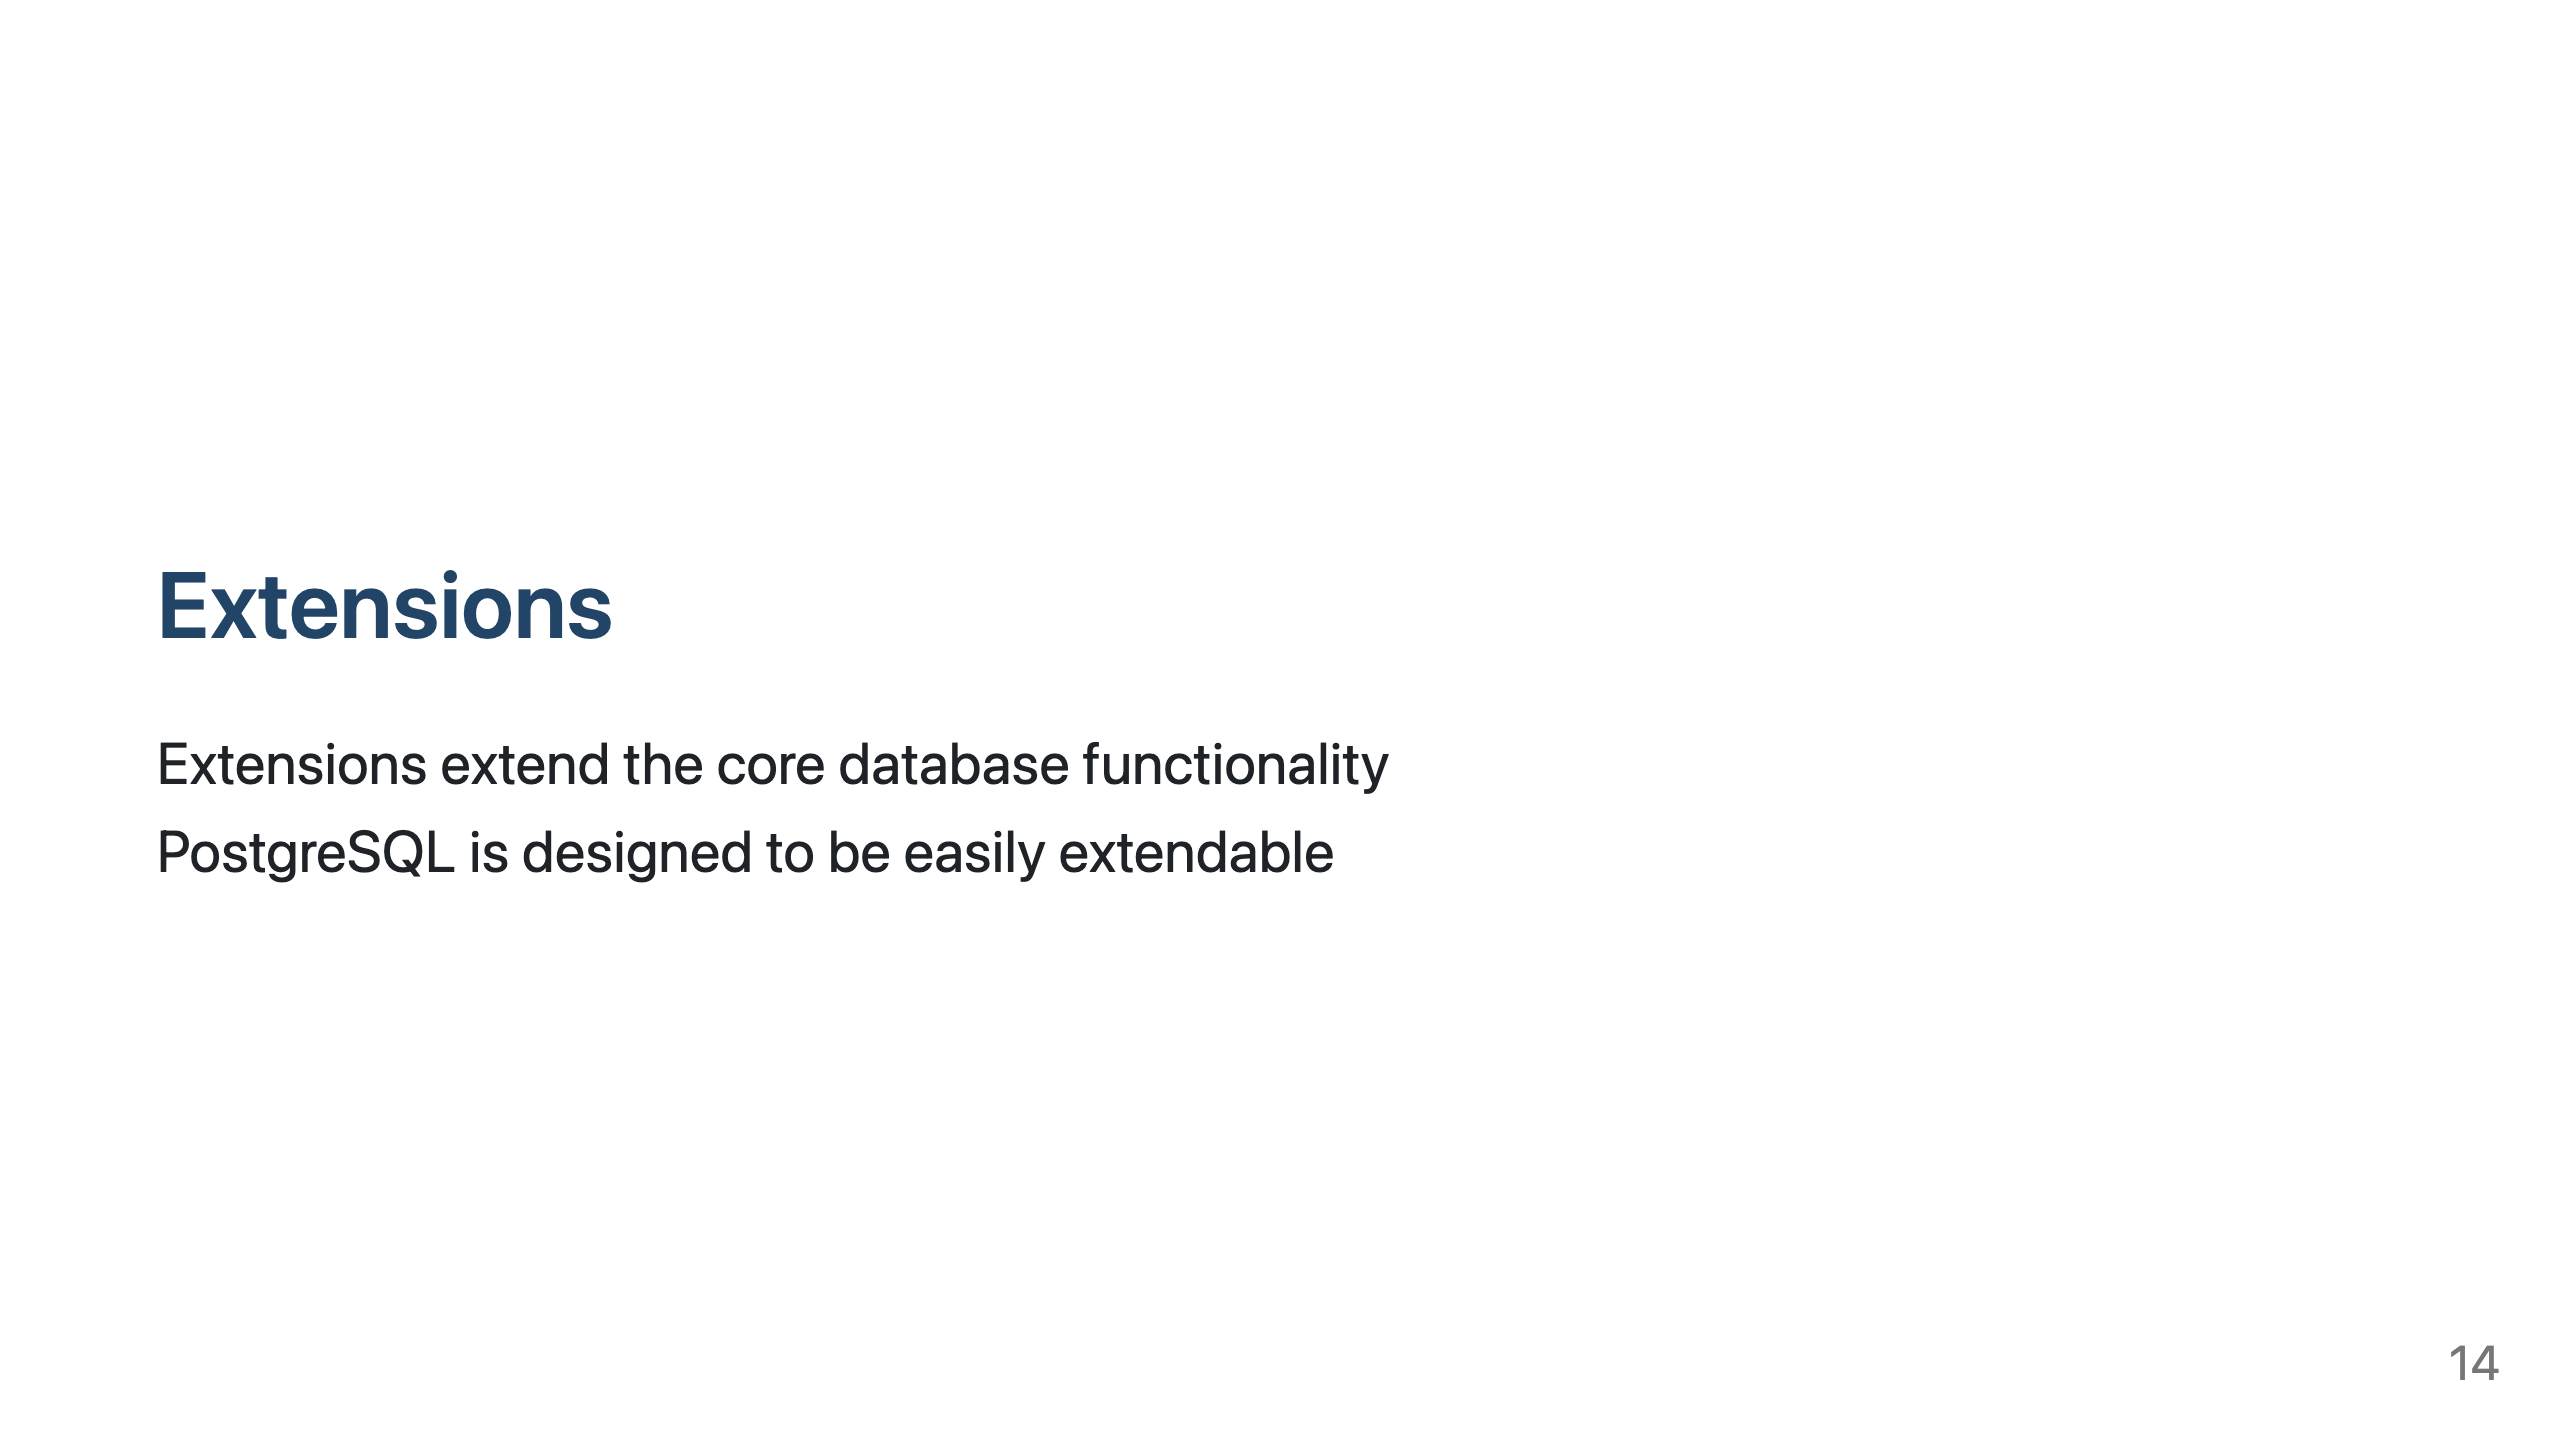 Extensions
Extensions extend the core database functionality
PostgreSQL is designed to be easily extendable
14